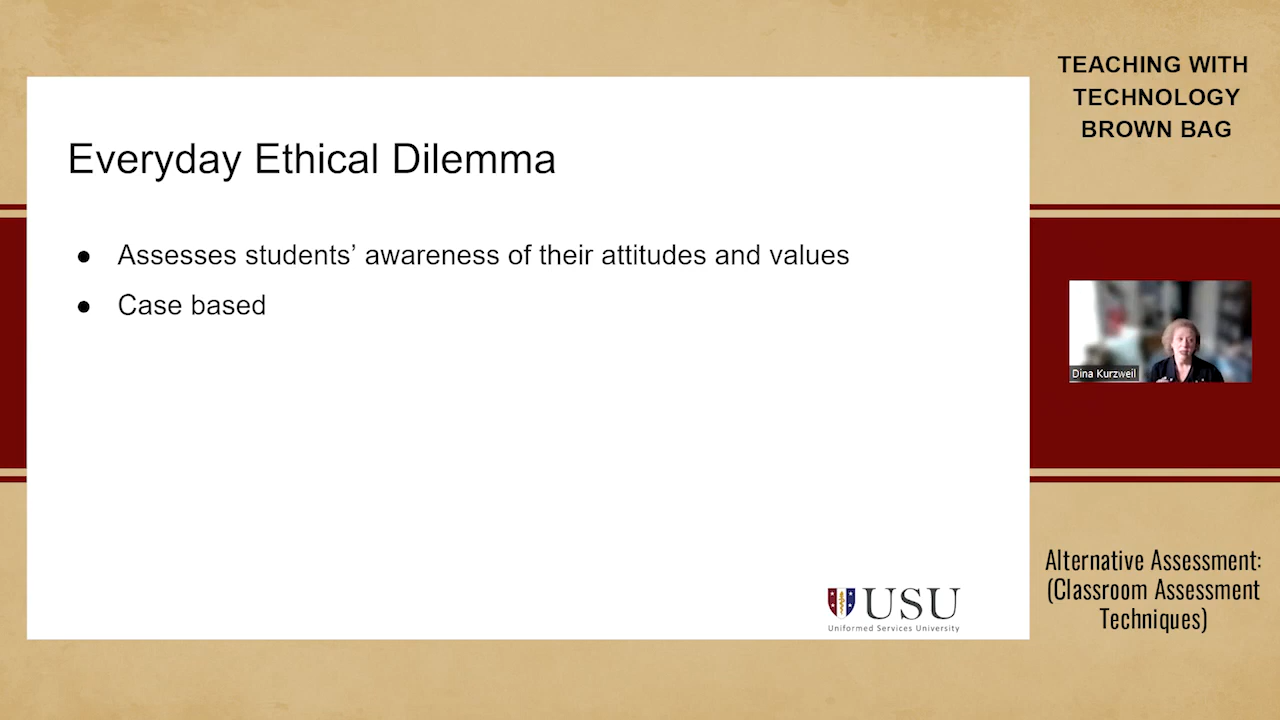 TEACHING WITH
TECHNOLOGY
BROWN BAG
Everyday Ethical Dilemma
● Assesses students’ awareness of their attitudes and values
● Case based
Dina Kurzweil
USU
Uniformed Services University
Alternative Assessment:
(Classroom Assessment
Techniques)